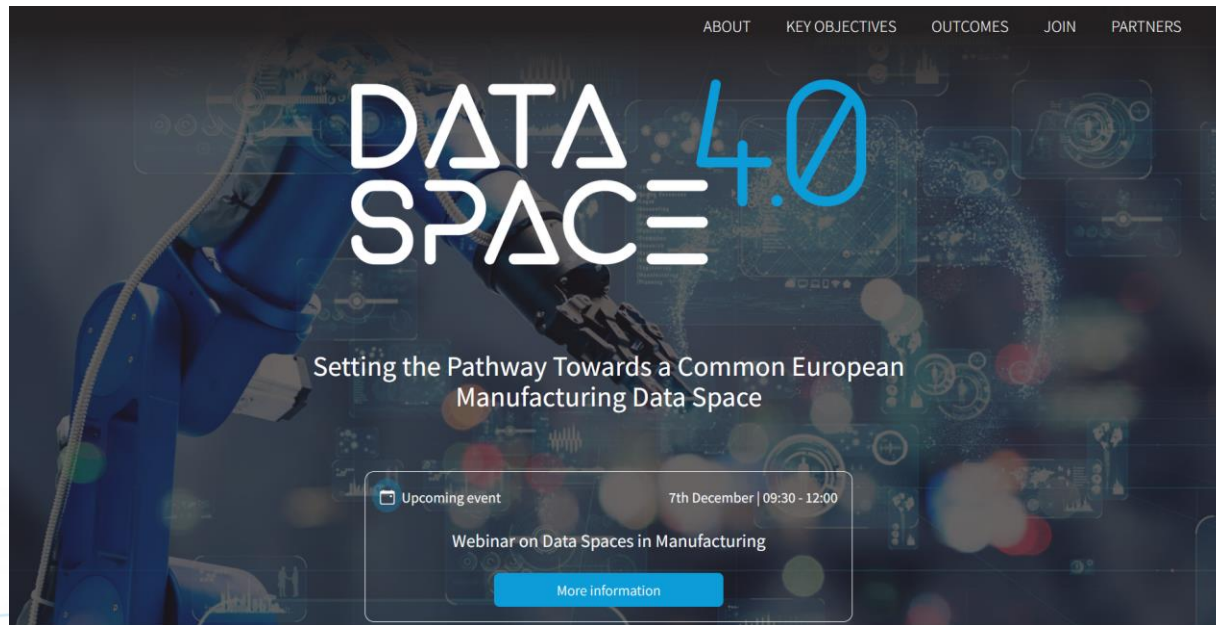 ABOUT KEY OBJECTIVES OUTCOMES JOIN PARTNERS
DATA 4.0
SPACE
Setting the Pathway Towards a Common European
Manufacturing Data Space
Upcoming event 7th December | 09:30 - 12:00
Webinar on Data Spaces in Manufacturing
More information